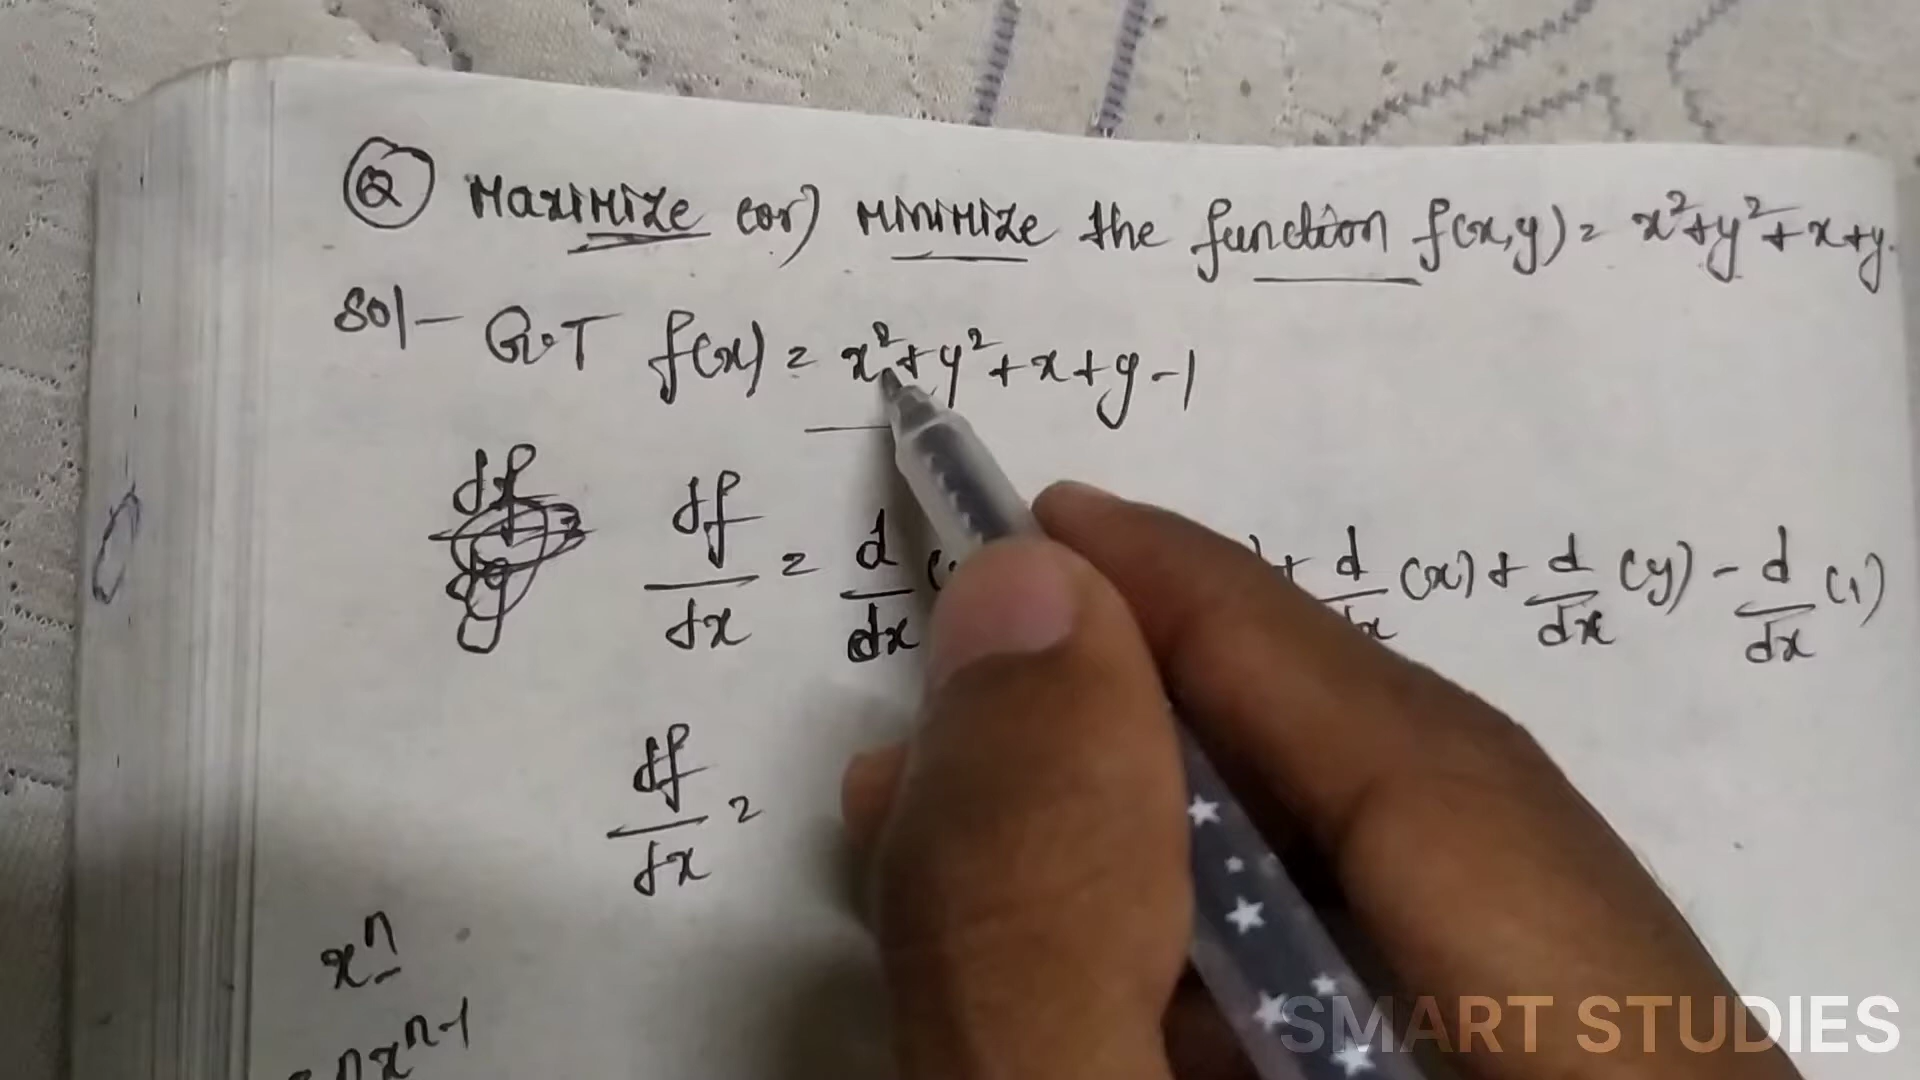 Q Maximize (or) minimize the function f(x,y) = x²+y²+x+y.
Sol- G.T f(x) = x²+y²+x+y-1
df/dx = d/dx ( + d/dx (x) + d/dx (y) - d/dx (1)
df/dx =
xⁿ
nxⁿ⁻¹
SMART STUDIES